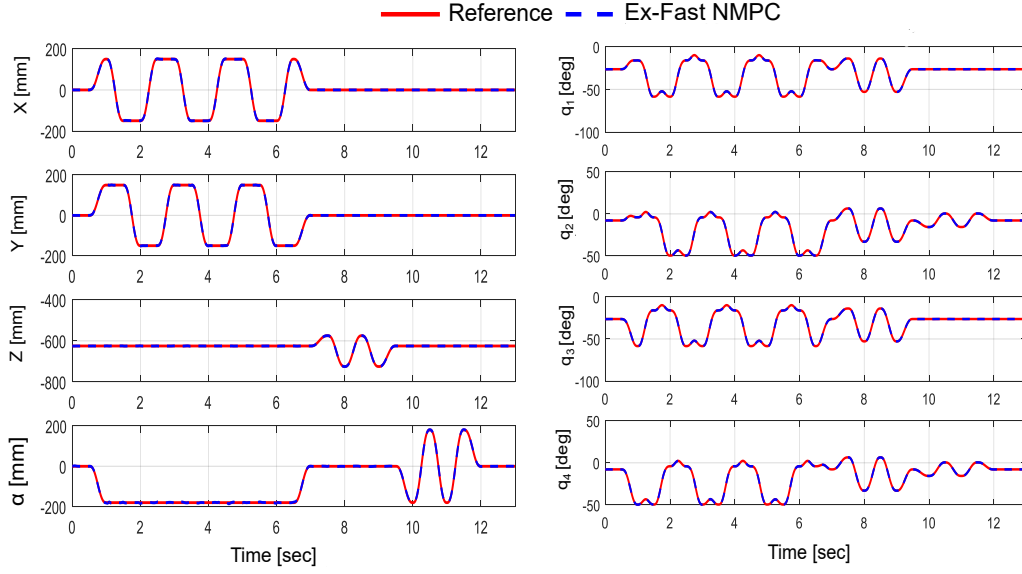 Reference Ex-Fast NMPC
X [mm]
200
0
-200
0 2 4 6 8 10 12
Y [mm]
200
0
-200
0 2 4 6 8 10 12
Z [mm]
-400
-600
-800
0 2 4 6 8 10 12
α [mm]
200
0
-200
0 2 4 6 8 10 12
Time [sec]
q1 [deg]
0
-50
-100
0 2 4 6 8 10 12
q2 [deg]
50
0
-50
0 2 4 6 8 10 12
q3 [deg]
0
-50
-100
0 2 4 6 8 10 12
q4 [deg]
50
0
-50
0 2 4 6 8 10 12
Time [sec]